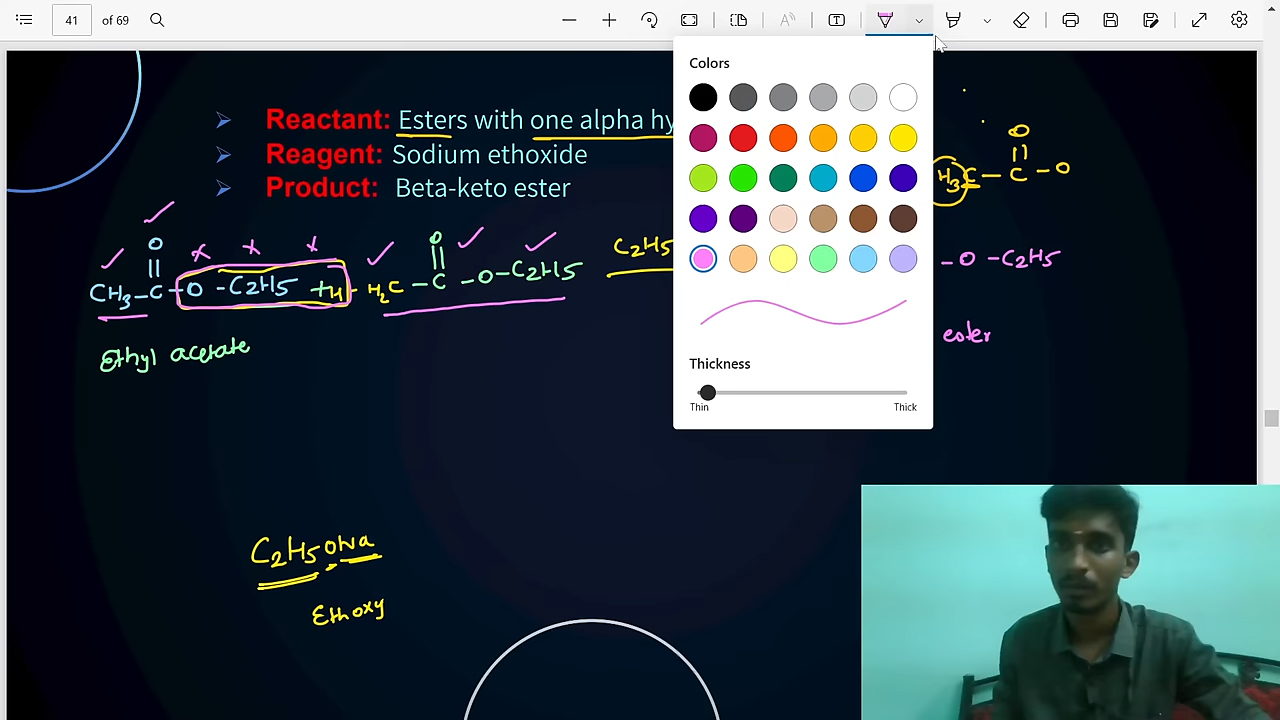 41 of 69
Colors
Reactant: Esters with one alpha hy
Reagent: Sodium ethoxide
Product: Beta-keto ester
O
||
H3C – C – O
O
||
CH3 – C – O – C2H5 + H – H2C – C – O – C2H5
O
||
C2H5
– O – C2H5
ester
Ethyl acetate
Thickness
Thin Thick
C2H5ONa
Ethoxy